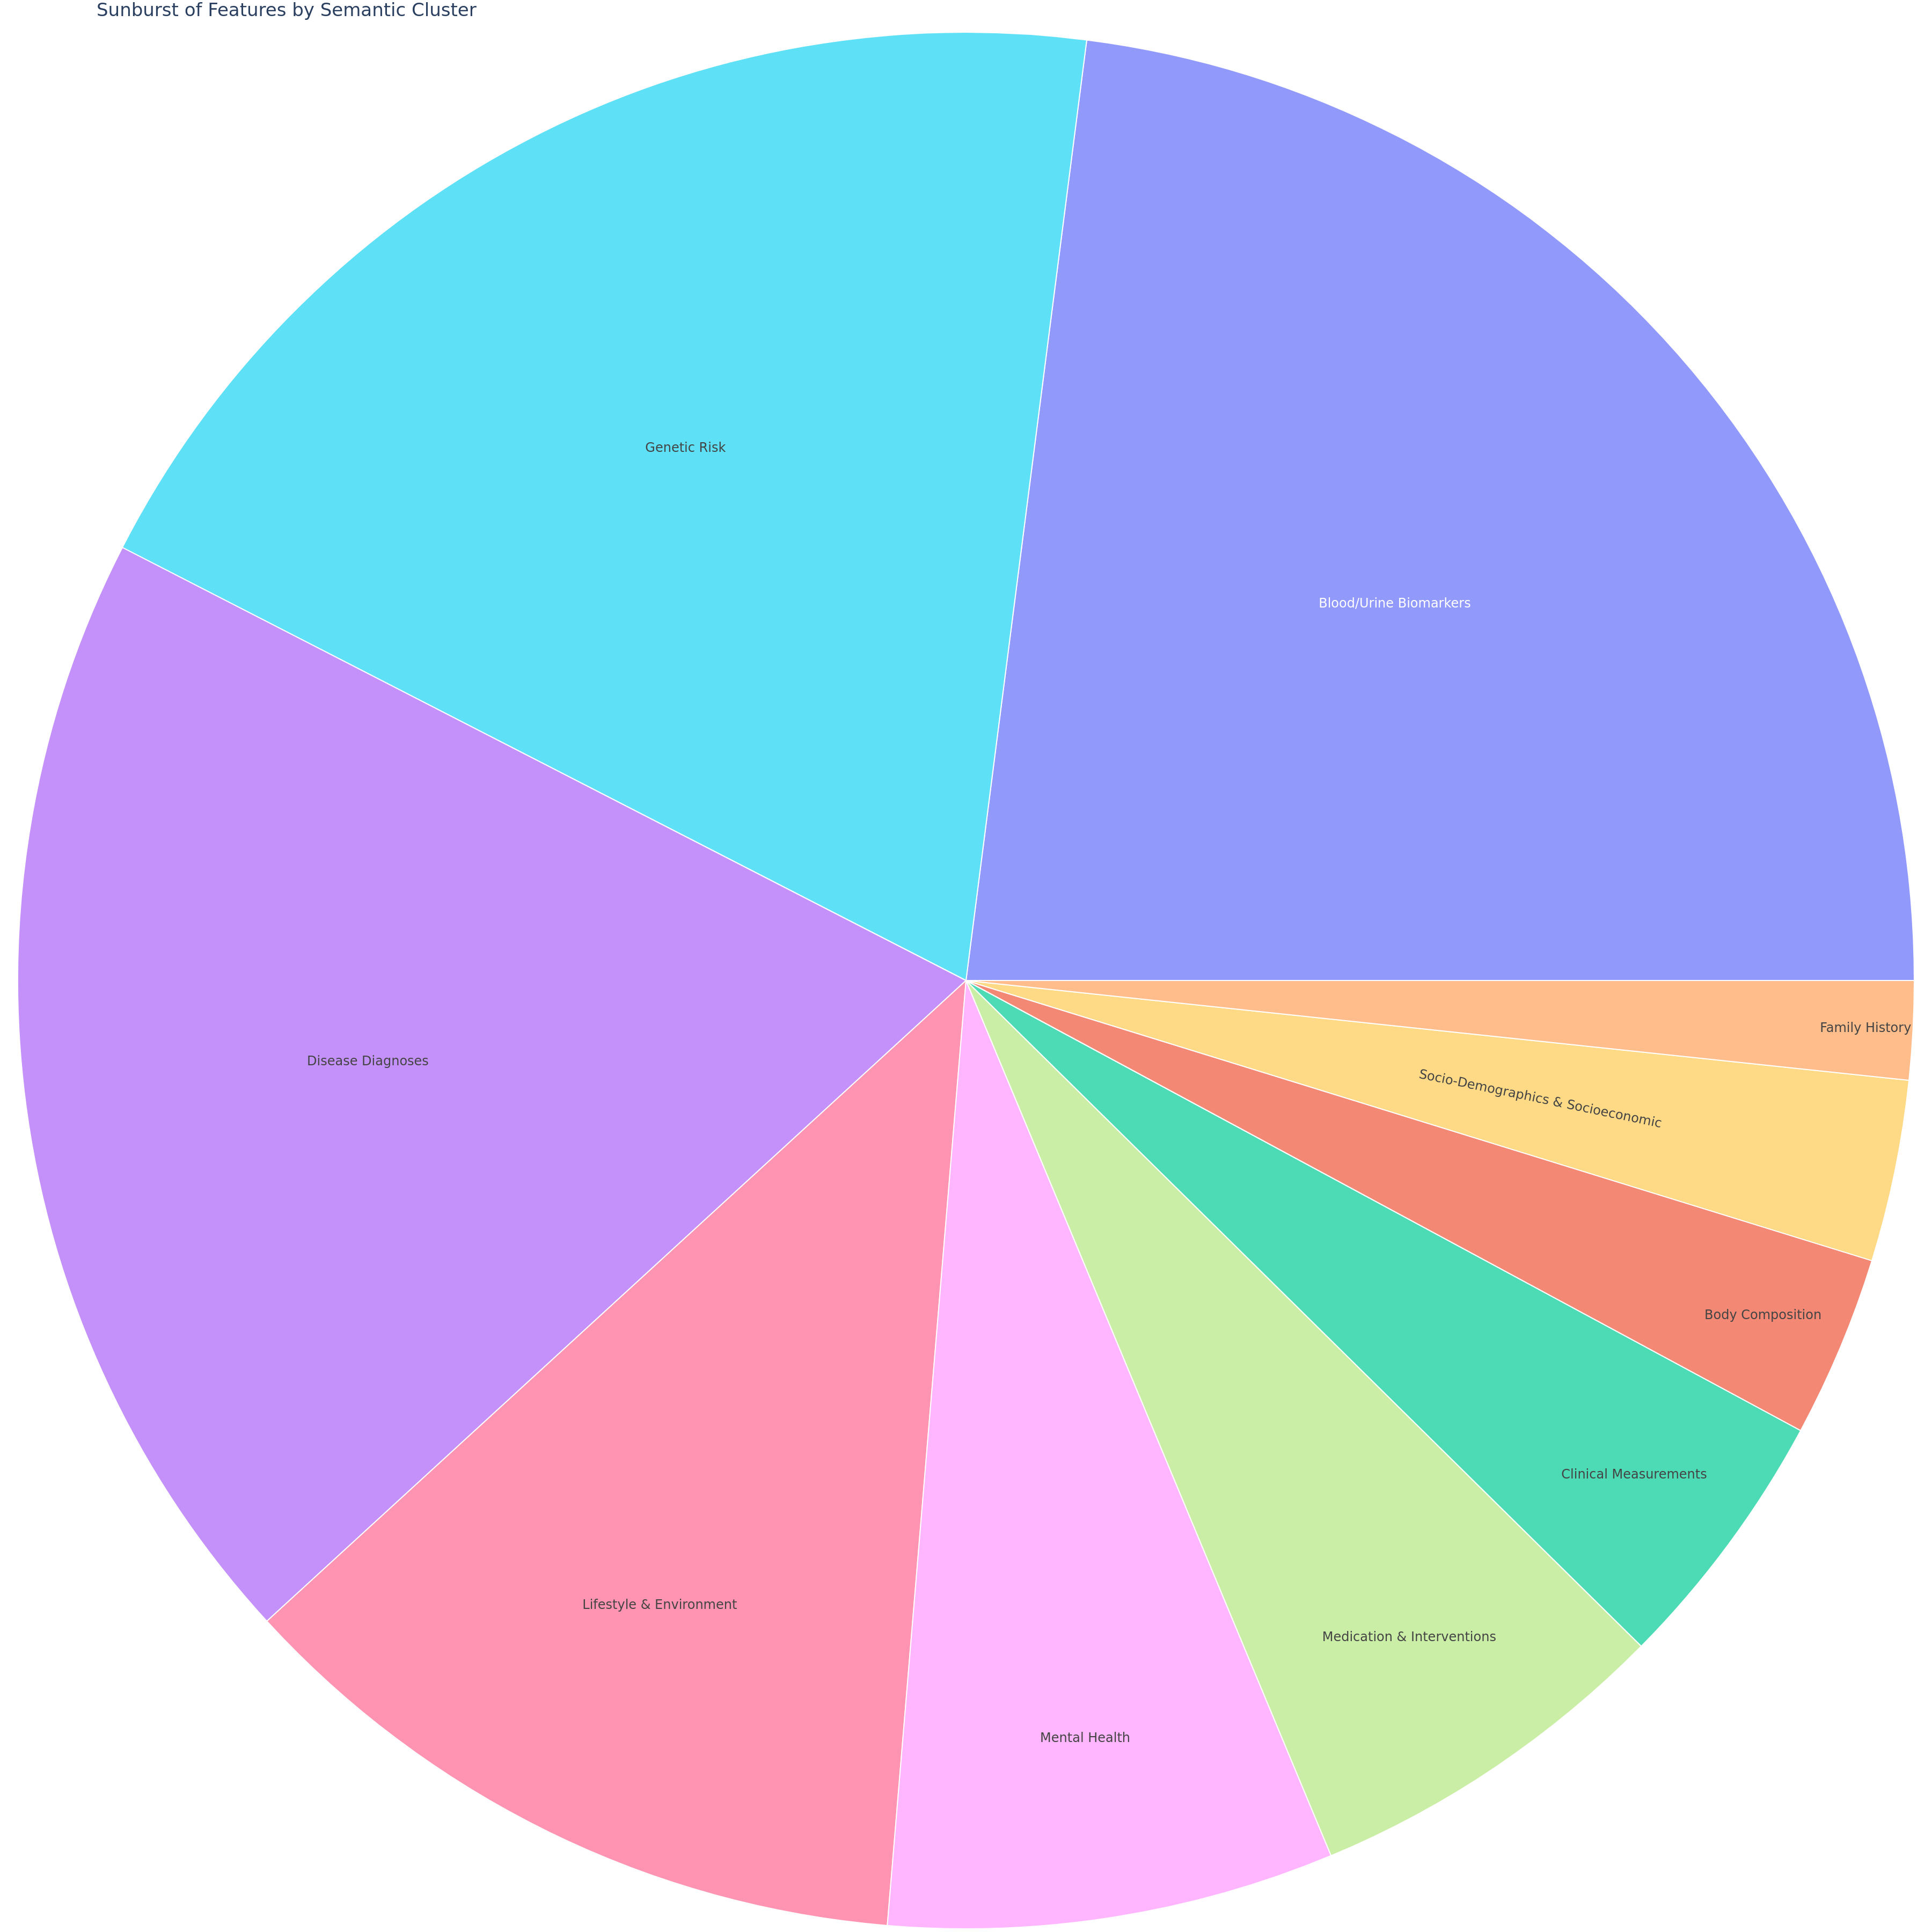 Sunburst of Features by Semantic Cluster
Genetic Risk
Blood/Urine Biomarkers
Family History
Disease Diagnoses
Socio-Demographics & Socioeconomic
Body Composition
Clinical Measurements
Lifestyle & Environment
Medication & Interventions
Mental Health